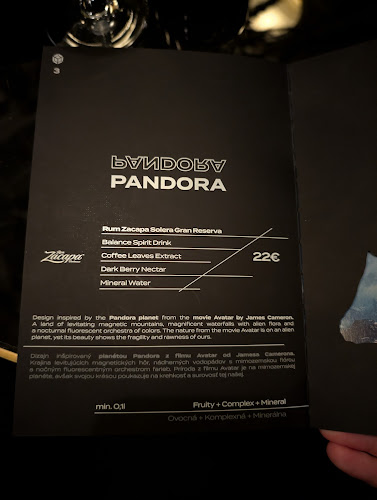 3
PANDORA
PANDORA
Rum Zacapa Solera Gran Reserva
Balance Spirit Drink
Zacapa
Coffee Leaves Extract
22€
Dark Berry Nectar
Mineral Water
Design inspired by the Pandora planet from the movie Avatar by James Cameron.
A land of levitating magnetic mountains, magnificent waterfalls with alien flora and
a nocturnal fluorescent orchestra of colors. The nature from the movie Avatar is on an alien
planet, yet its beauty shows the fragility and rawness of ours.
Dizajn inšpirovaný planétou Pandora z filmu Avatar od Jamesa Camerona.
Krajina levitujúcich magnetických hôr, nádherných vodopádov s mimozemskou flórou
a nočným fluorescentným orchestrom farieb. Príroda z filmu Avatar je na mimozemskej
planéte, avšak svojou krásou poukazuje na krehkosť a surovosť tej našej.
min. 0,1l
Fruity + Complex + Mineral
Ovocná + Komplexná + Minerálna